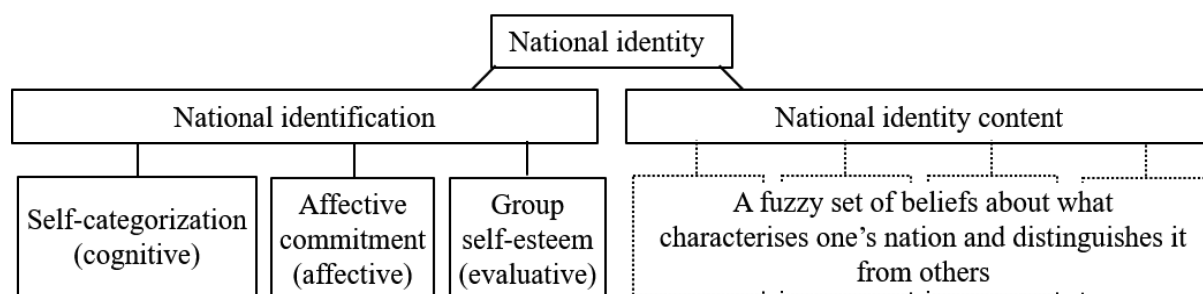 National identity
National identification
National identity content
Self-categorization
(cognitive)
Affective
commitment
(affective)
Group
self-esteem
(evaluative)
A fuzzy set of beliefs about what
characterises one’s nation and distinguishes it
from others